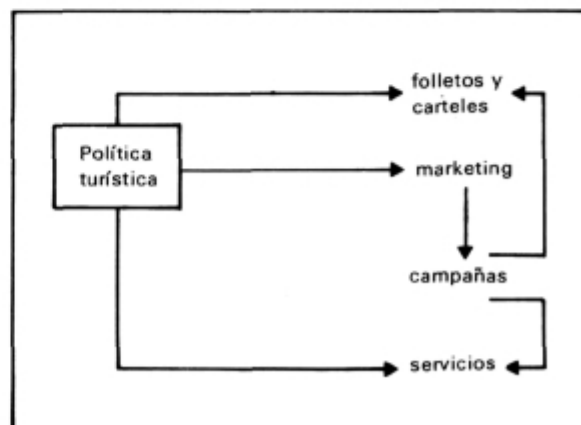 folletos y
carteles
Política
turística
marketing
campañas
servicios